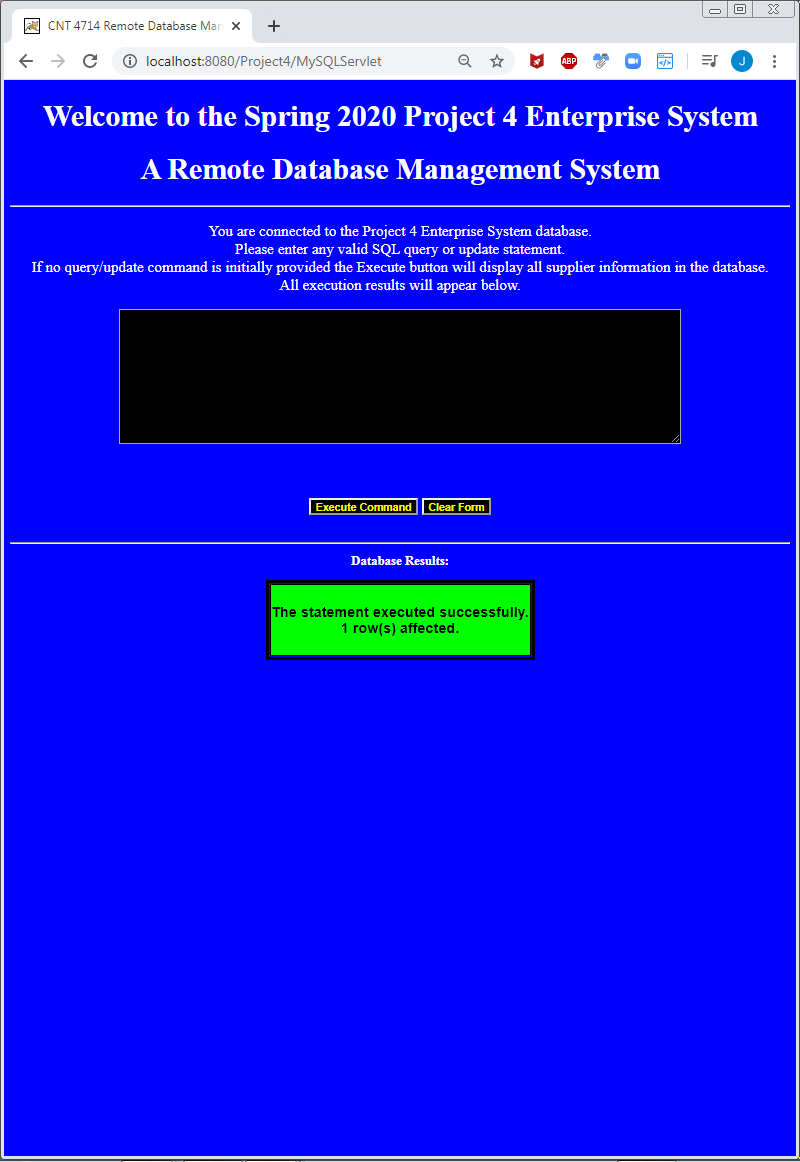 CNT 4714 Remote Database Man
localhost:8080/Project4/MySQLServlet
ABP
J
Welcome to the Spring 2020 Project 4 Enterprise System
A Remote Database Management System
You are connected to the Project 4 Enterprise System database.
Please enter any valid SQL query or update statement.
If no query/update command is initially provided the Execute button will display all supplier information in the database.
All execution results will appear below.
Execute Command Clear Form
Database Results:
The statement executed successfully.
1 row(s) affected.